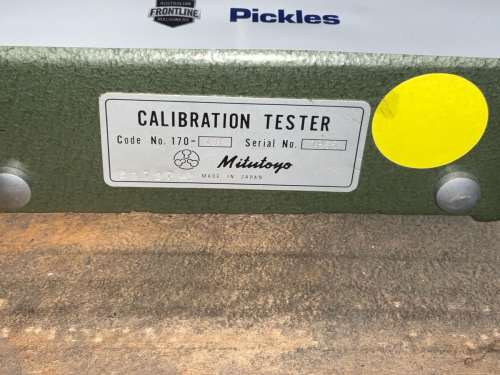 FRONTLINE
Pickles
CALIBRATION TESTER
Code No. 170- Serial No.
Mitutoyo
MADE IN JAPAN